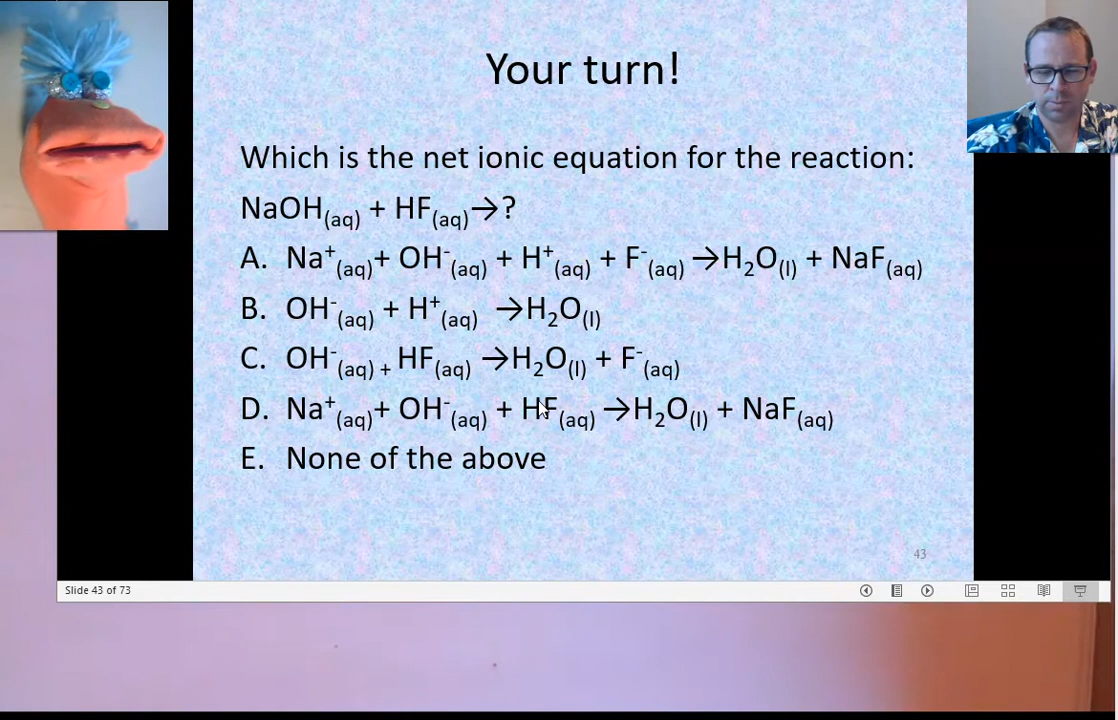 Your turn!
Which is the net ionic equation for the reaction:
NaOH(aq) + HF(aq)→?
A. Na⁺(aq)+ OH⁻(aq) + H⁺(aq) + F⁻(aq) →H₂O(l) + NaF(aq)
B. OH⁻(aq) + H⁺(aq) →H₂O(l)
C. OH⁻(aq) + HF(aq) →H₂O(l) + F⁻(aq)
D. Na⁺(aq)+ OH⁻(aq) + HF(aq) →H₂O(l) + NaF(aq)
E. None of the above
43
Slide 43 of 73